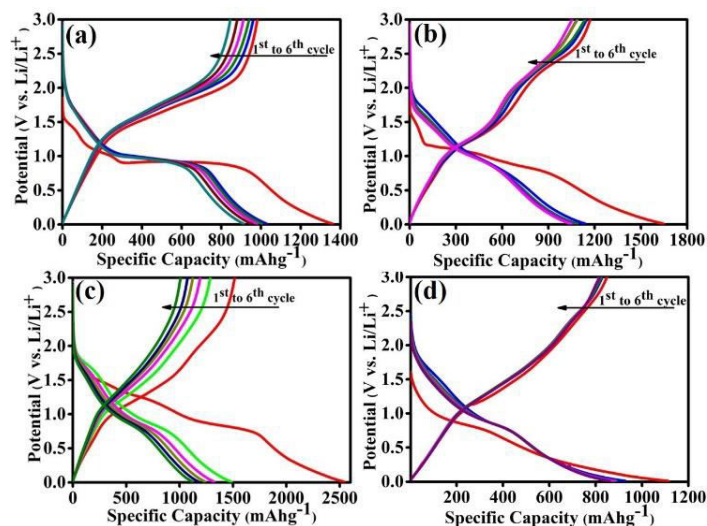 (a)
1st to 6th cycle
3.0
2.5
2.0
1.5
1.0
0.5
0.0
0 200 400 600 800 1000 1200 1400
Potential (V vs. Li/Li+)
Specific Capacity (mAhg-1)
(b)
1st to 6th cycle
3.0
2.5
2.0
1.5
1.0
0.5
0.0
0 300 600 900 1200 1500 1800
Potential (V vs. Li/Li+)
Specific Capacity (mAhg-1)
(c)
1st to 6th cycle
3.0
2.5
2.0
1.5
1.0
0.5
0.0
0 500 1000 1500 2000 2500
Potential (V vs. Li/Li+)
Specific Capacity (mAhg-1)
(d)
1st to 6th cycle
3.0
2.5
2.0
1.5
1.0
0.5
0.0
200 400 600 800 1000 1200
Potential (V vs. Li/Li+)
Specific Capacity (mAhg-1)